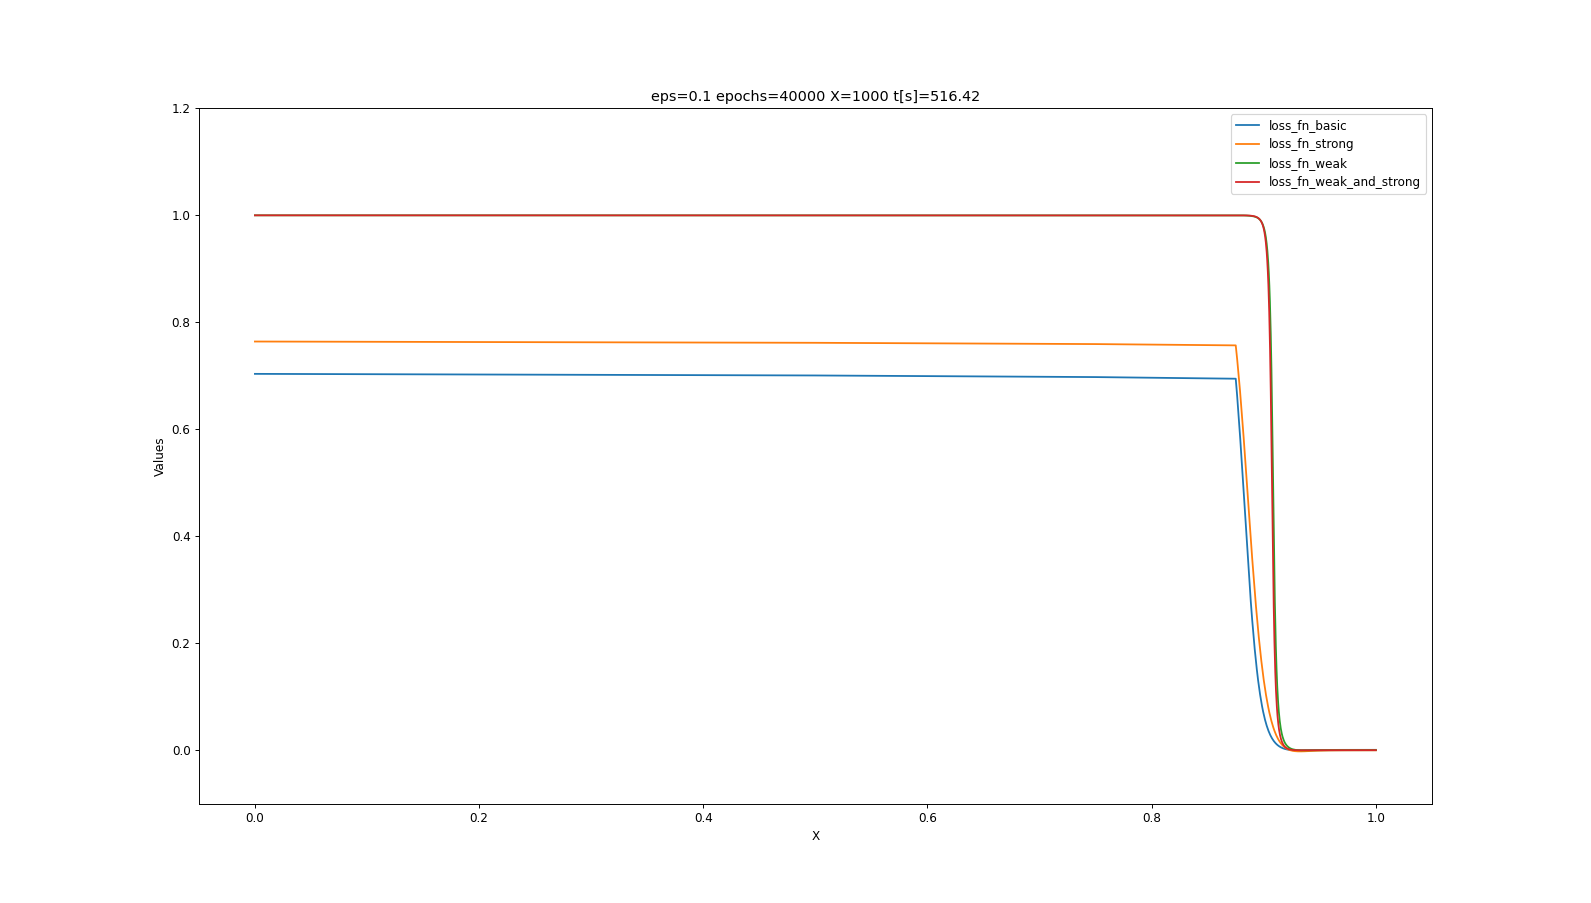 eps=0.1 epochs=40000 X=1000 t[s]=516.42
loss_fn_basic
loss_fn_strong
loss_fn_weak
loss_fn_weak_and_strong
1.2
1.0
0.8
0.6
0.4
0.2
0.0
Values
0.0 0.2 0.4 0.6 0.8 1.0
X